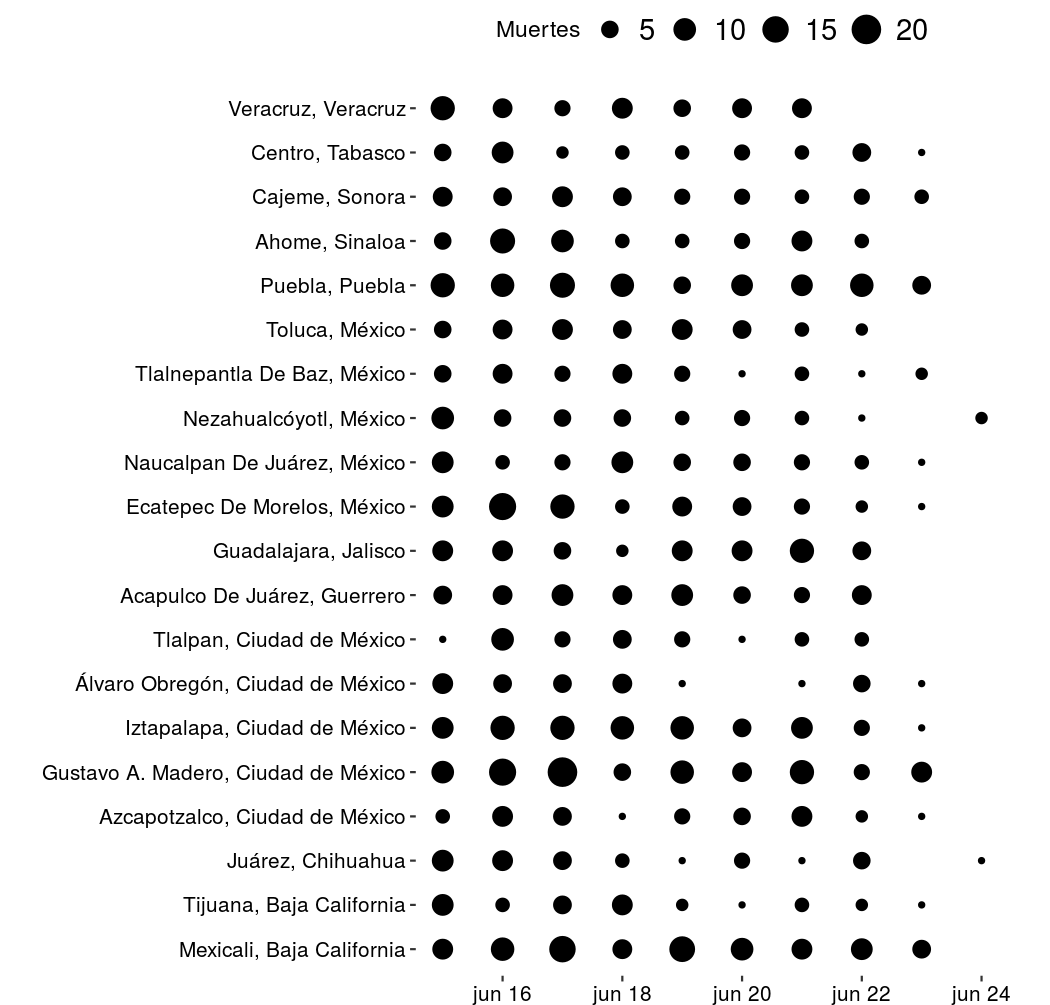 Muertes 5 10 15 20
Veracruz, Veracruz
Centro, Tabasco
Cajeme, Sonora
Ahome, Sinaloa
Puebla, Puebla
Toluca, México
Tlalnepantla De Baz, México
Nezahualcóyotl, México
Naucalpan De Juárez, México
Ecatepec De Morelos, México
Guadalajara, Jalisco
Acapulco De Juárez, Guerrero
Tlalpan, Ciudad de México
Álvaro Obregón, Ciudad de México
Iztapalapa, Ciudad de México
Gustavo A. Madero, Ciudad de México
Azcapotzalco, Ciudad de México
Juárez, Chihuahua
Tijuana, Baja California
Mexicali, Baja California
jun 16 jun 18 jun 20 jun 22 jun 24